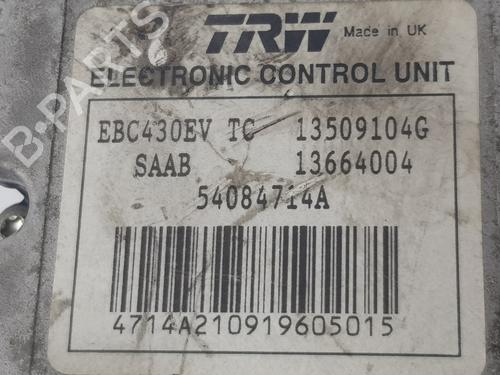 TRW Made in UK
ELECTRONIC CONTROL UNIT
EBC430EV TC 13509104G
SAAB 13664004
54084714A
4714A210919605015
B-PARTS